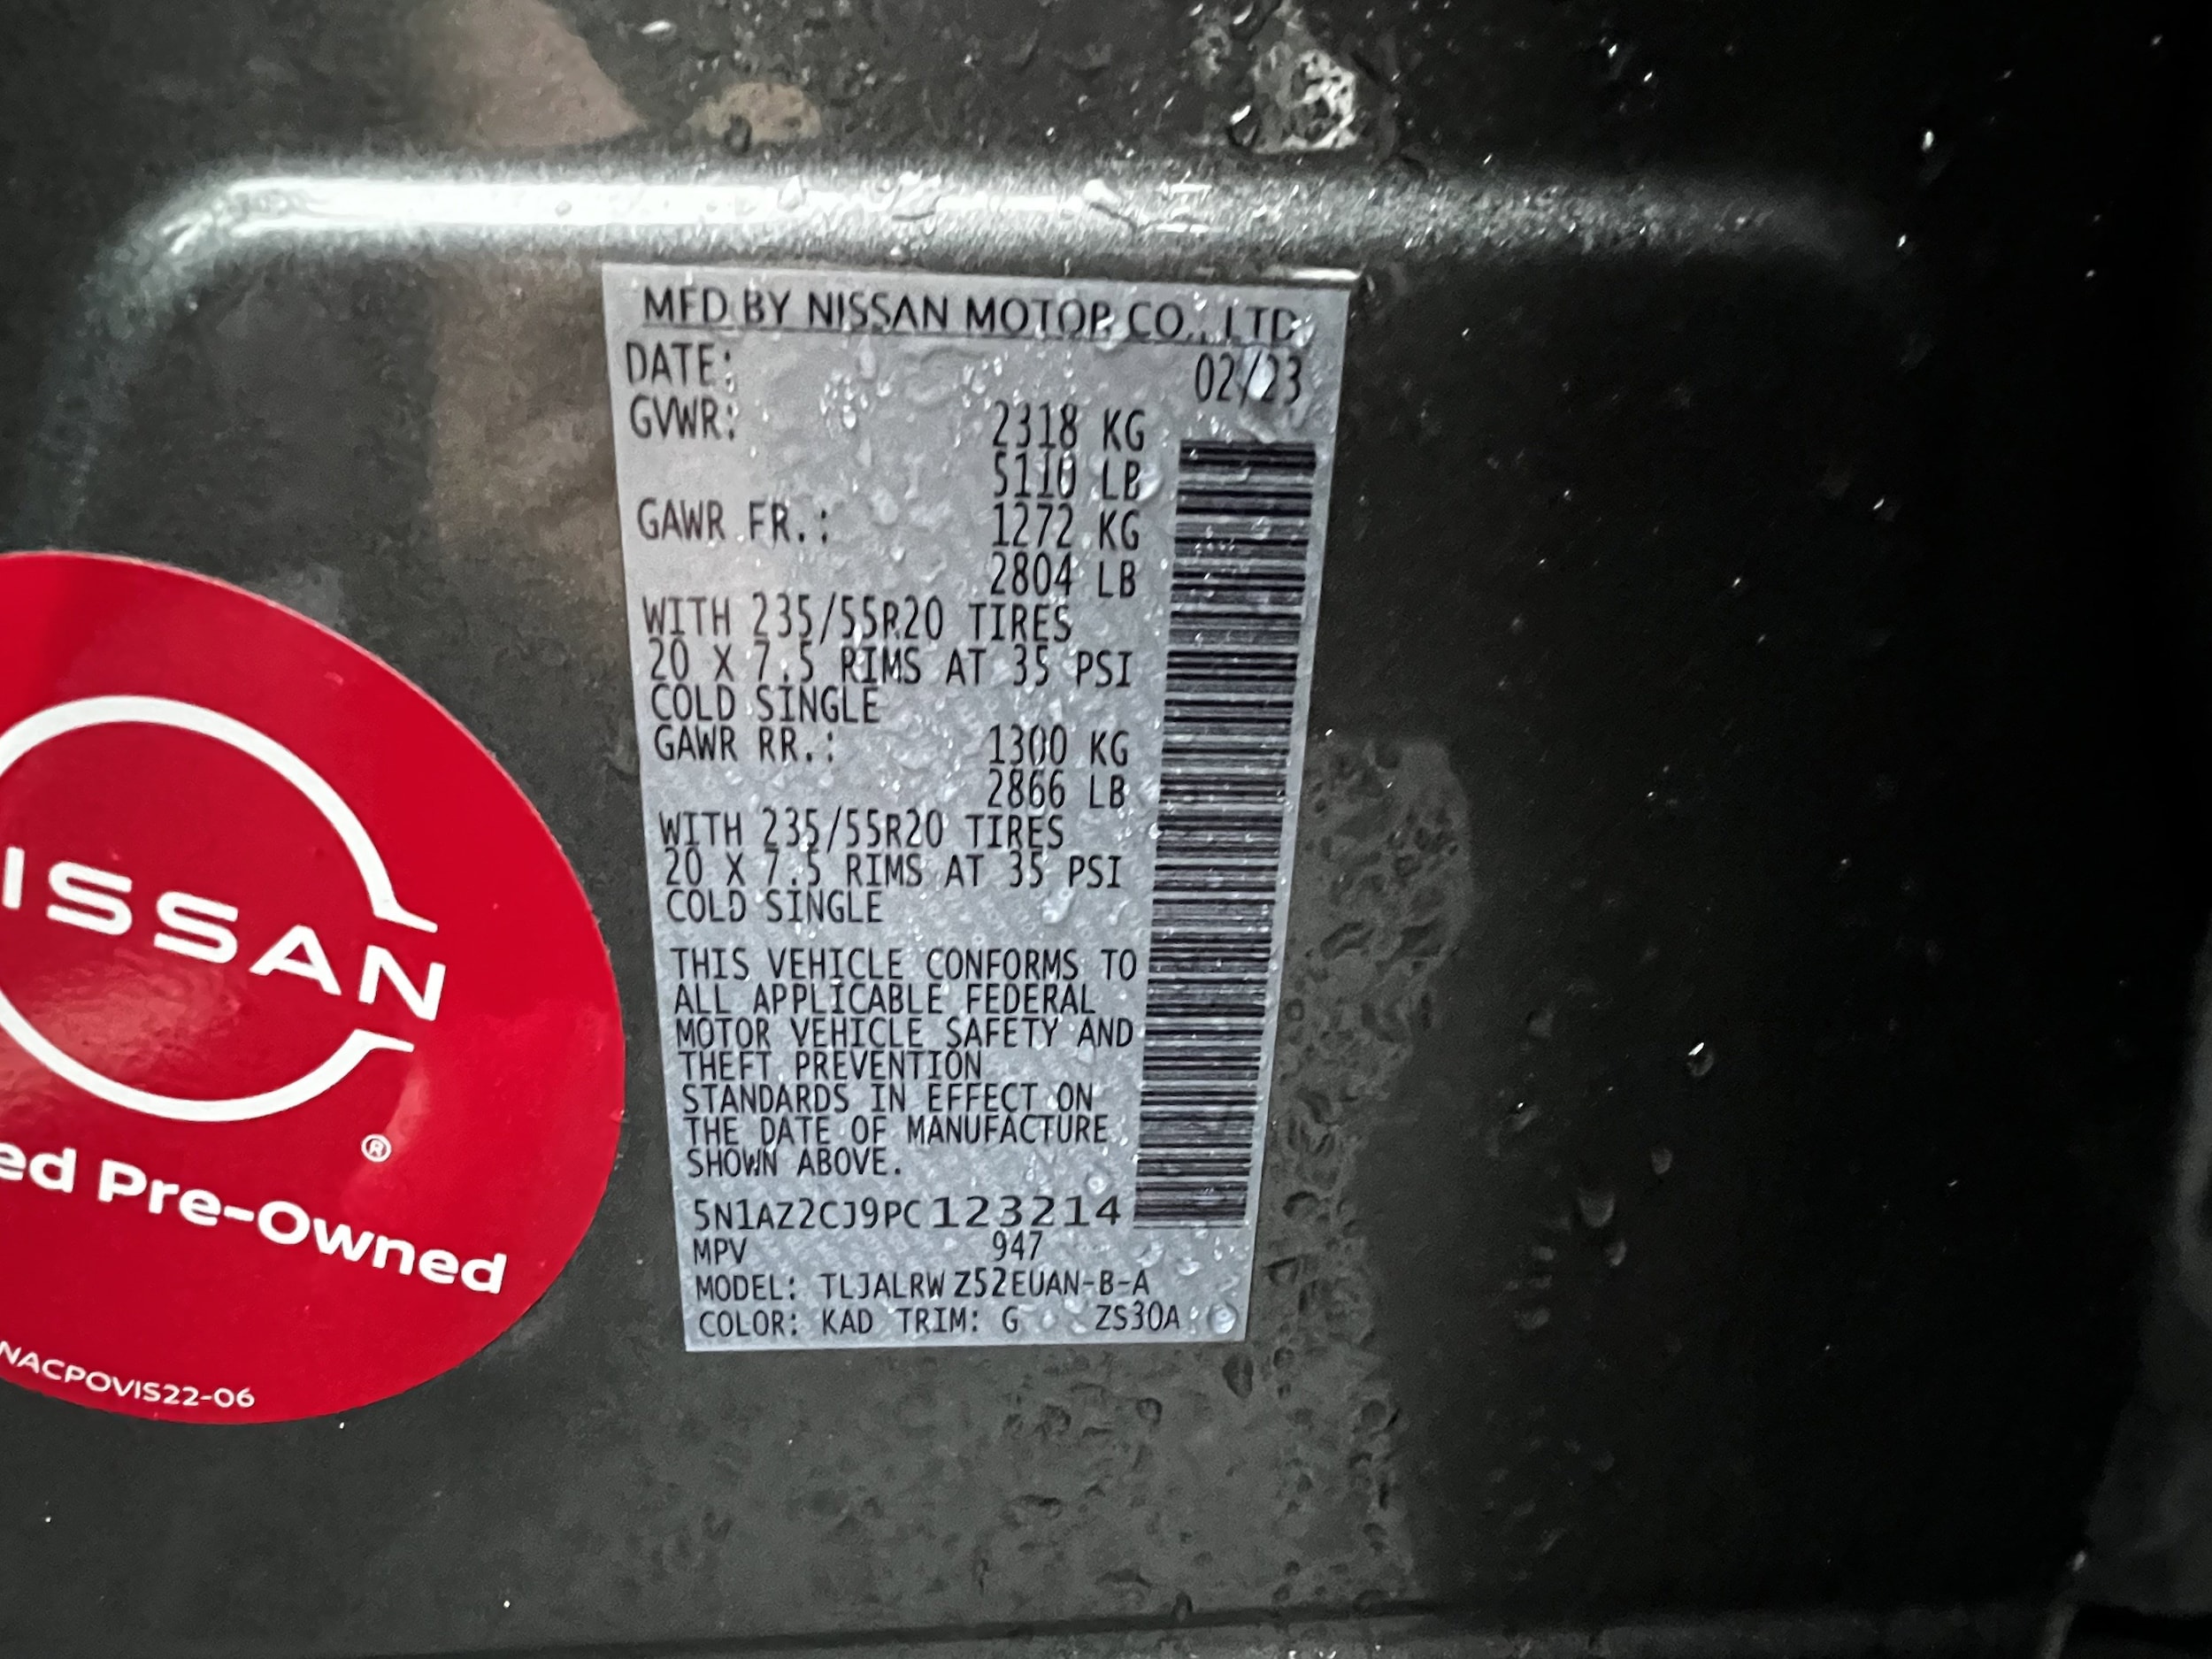 MFD BY NISSAN MOTOR CO., LTD.
DATE: 02/23
GVWR: 2318 KG
5110 LB
GAWR FR.: 1272 KG
2804 LB
WITH 235/55R20 TIRES
20 X 7.5 RIMS AT 35 PSI
COLD SINGLE
GAWR RR.: 1300 KG
2866 LB
WITH 235/55R20 TIRES
20 X 7.5 RIMS AT 35 PSI
COLD SINGLE
THIS VEHICLE CONFORMS TO
ALL APPLICABLE FEDERAL
MOTOR VEHICLE SAFETY AND
THEFT PREVENTION
STANDARDS IN EFFECT ON
THE DATE OF MANUFACTURE
SHOWN ABOVE.
5N1AZ2CJ9PC123214
MPV 947
MODEL: TLJALRWZ52EUAN-B-A
COLOR: KAD TRIM: G ZS30A
ISSAN
®
ed Pre-Owned
NACPOVIS22-06